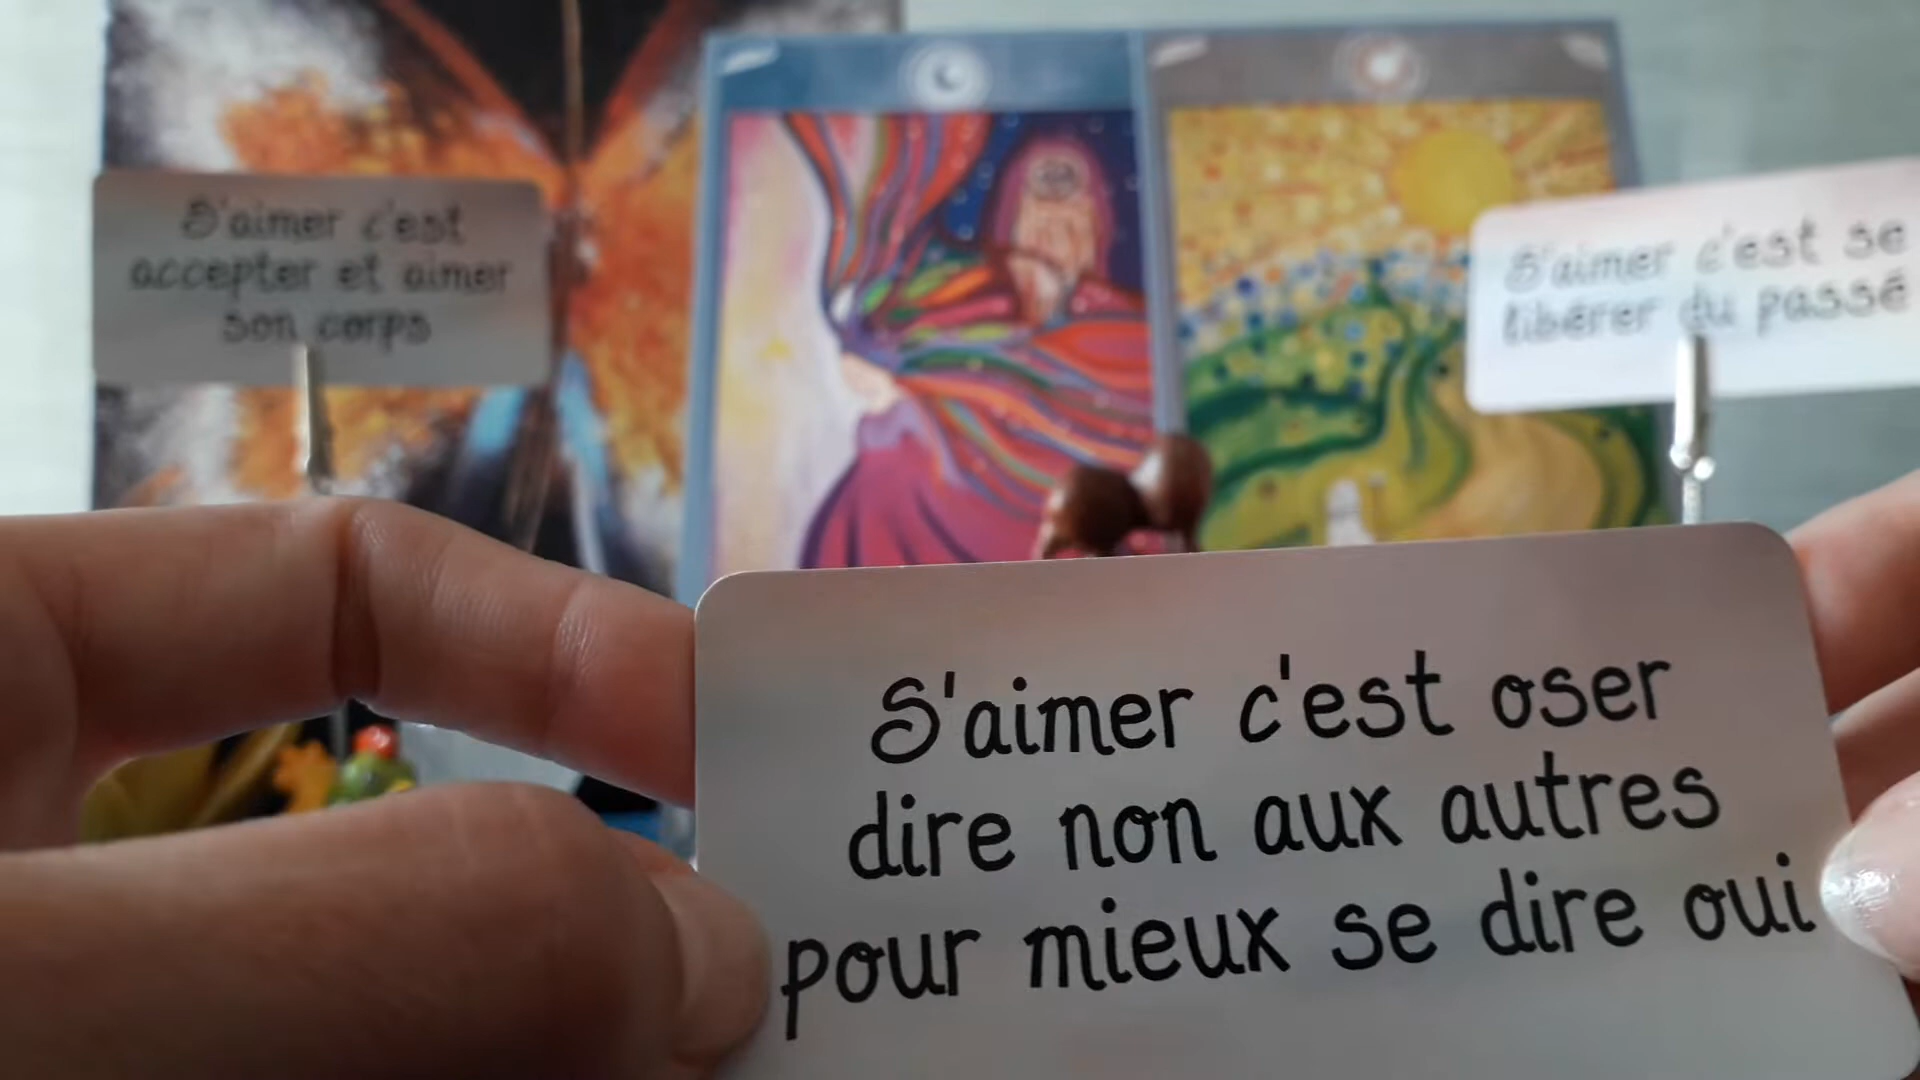 S'aimer c'est
accepter et aimer
son corps
S'aimer c'est se
libérer du passé
S'aimer c'est oser
dire non aux autres
pour mieux se dire oui